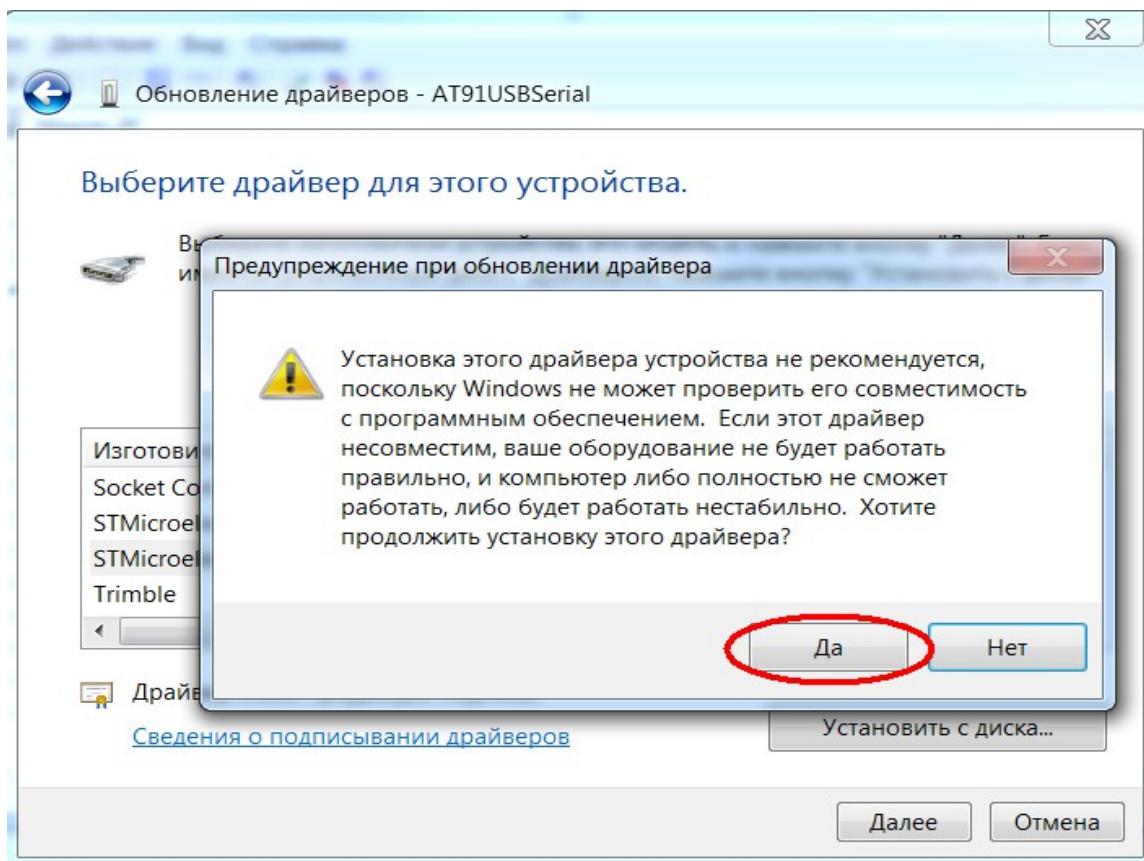 Действие Вид Справка
Обновление драйверов - AT91USBSerial
Выберите драйвер для этого устройства.
Предупреждение при обновлении драйвера
Установка этого драйвера устройства не рекомендуется,
поскольку Windows не может проверить его совместимость
с программным обеспечением. Если этот драйвер
несовместим, ваше оборудование не будет работать
правильно, и компьютер либо полностью не сможет
работать, либо будет работать нестабильно. Хотите
продолжить установку этого драйвера?
Да Нет
Изготови
Socket Co
STMicroel
STMicroel
Trimble
Драйв
Сведения о подписывании драйверов
Установить с диска...
Далее Отмена